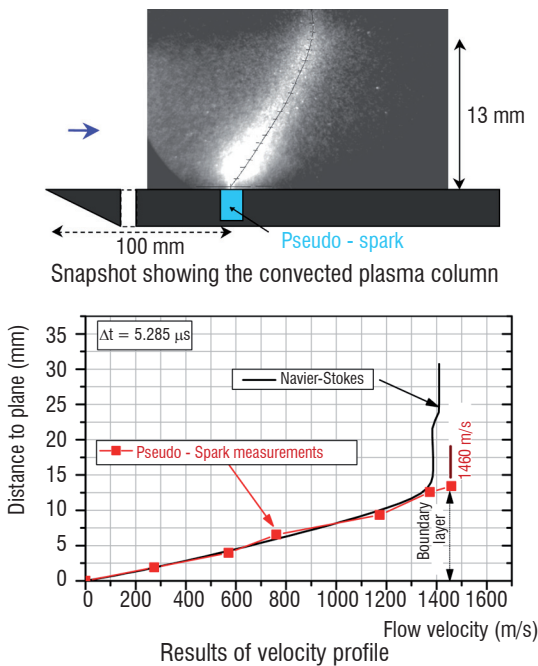 13 mm
Pseudo - spark
100 mm
Snapshot showing the convected plasma column
Δt = 5.285 µs
Navier-Stokes
Pseudo - Spark measurements
1460 m/s
Boundary
layer
Distance to plane (mm)
35
30
25
20
15
10
5
0
0 200 400 600 800 1000 1200 1400 1600
Flow velocity (m/s)
Results of velocity profile